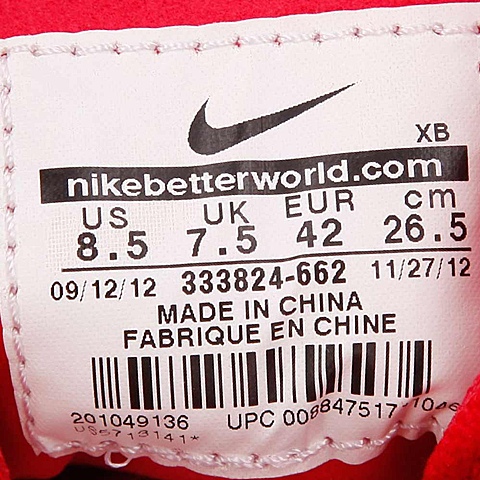 XB
nikebetterworld.com
US UK EUR cm
8.5 7.5 42 26.5
09/12/12 333824-662 11/27/12
MADE IN CHINA
FABRIQUE EN CHINE
201049136 UPC